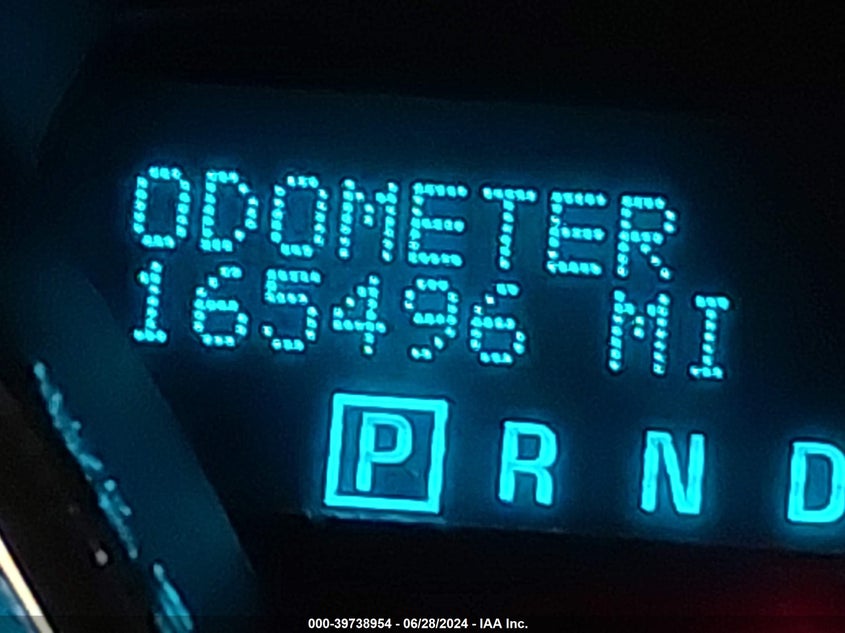 ODOMETER
165496 MI
P R N D
000-39738954 - 06/28/2024 - IAA Inc.